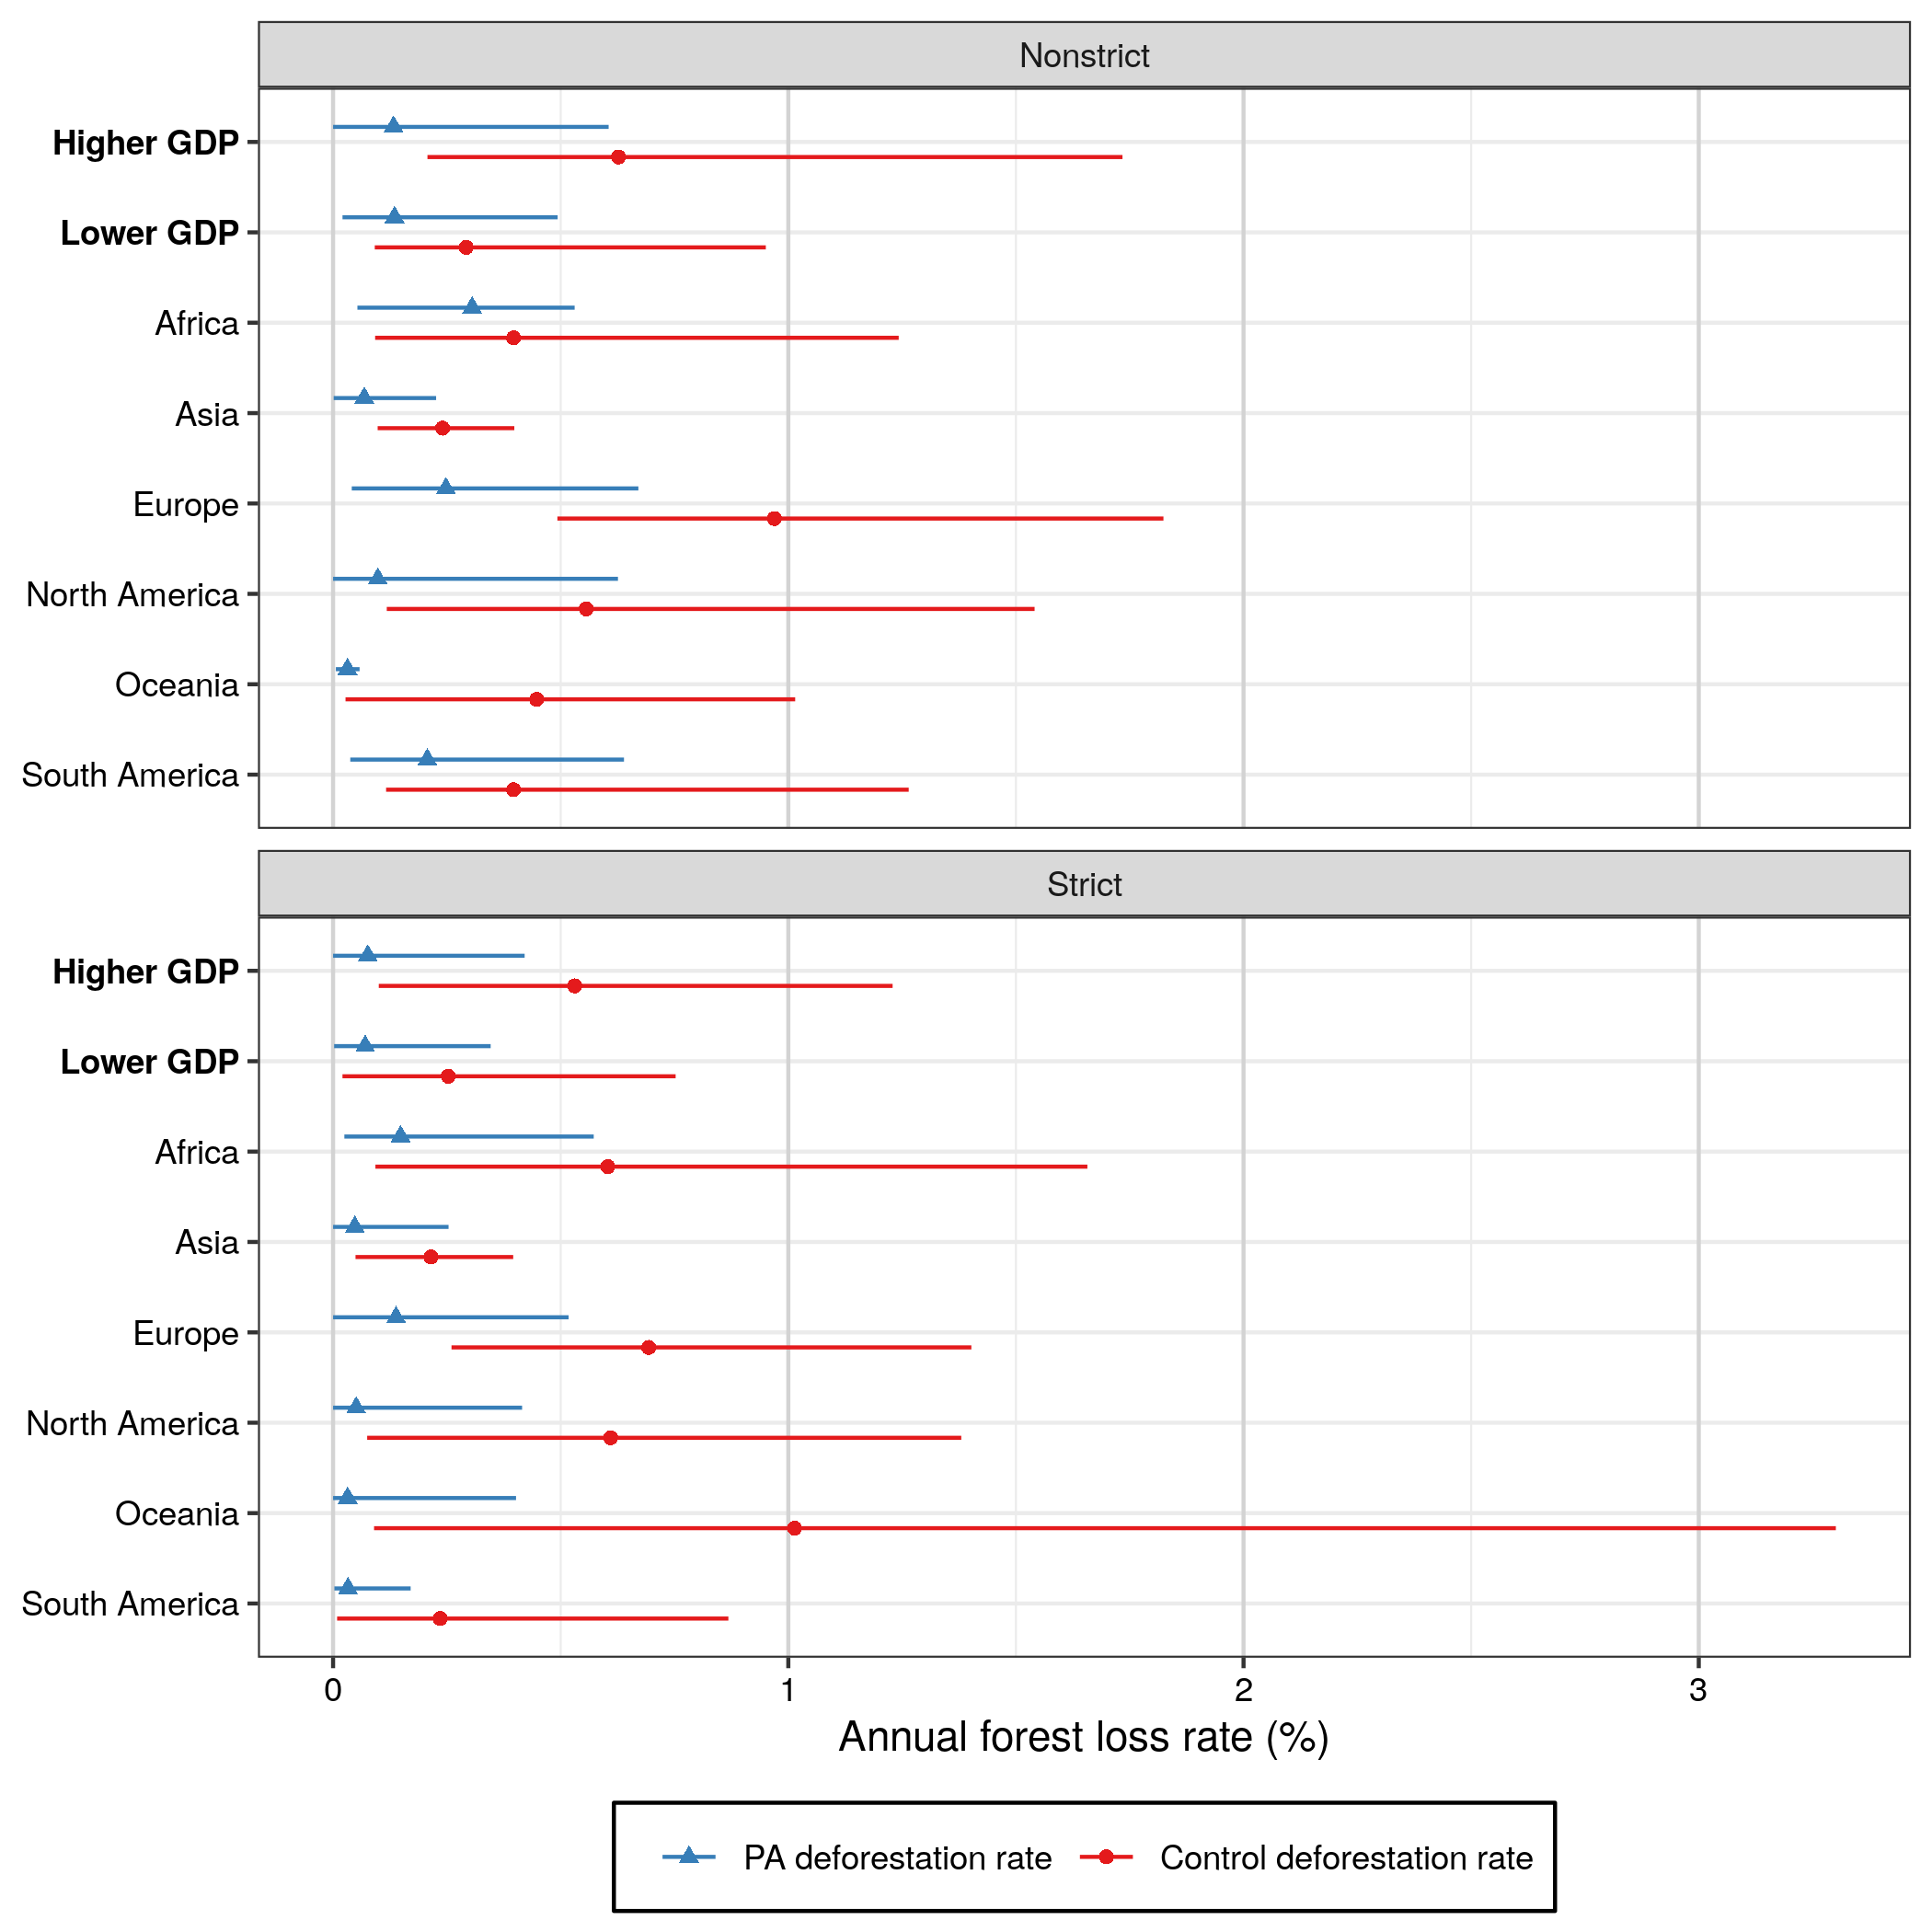 Nonstrict
Higher GDP
Lower GDP
Africa
Asia
Europe
North America
Oceania
South America
Strict
Higher GDP
Lower GDP
Africa
Asia
Europe
North America
Oceania
South America
0 1 2 3
Annual forest loss rate (%)
PA deforestation rate Control deforestation rate